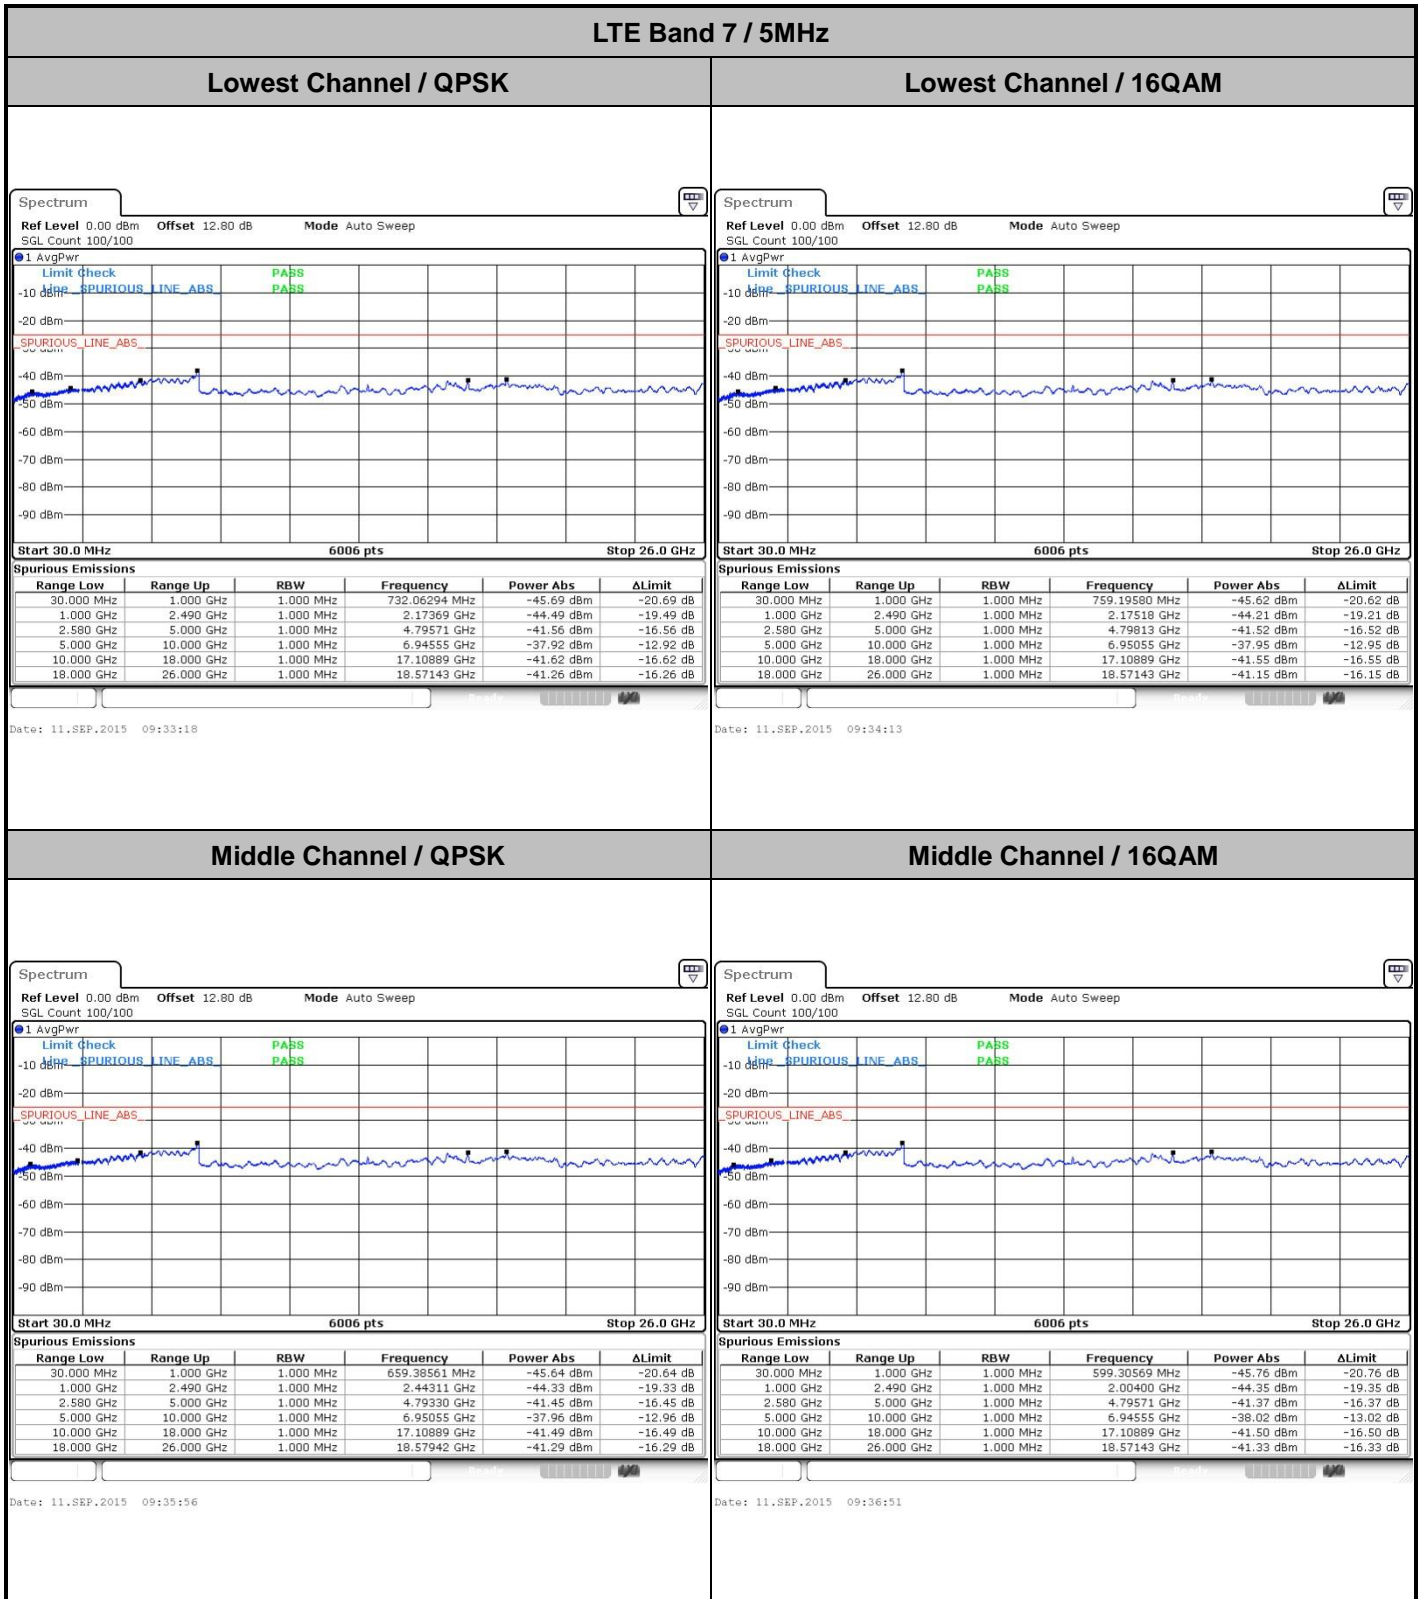 LTE Band 7 / 5MHz
Lowest Channel / QPSK
Lowest Channel / 16QAM
Spectrum
Ref Level 0.00 dBm Offset 12.80 dB Mode Auto Sweep
SGL Count 100/100
1 AvgPwr
Limit Check PASS
Line _SPURIOUS_LINE_ABS_ PASS
-10 dBm
-20 dBm
_SPURIOUS_LINE_ABS_
-30 dBm
-40 dBm
-50 dBm
-60 dBm
-70 dBm
-80 dBm
-90 dBm
Start 30.0 MHz 6006 pts Stop 26.0 GHz
Spurious Emissions
Range Low Range Up RBW Frequency Power Abs ΔLimit
30.000 MHz 1.000 GHz 1.000 MHz 732.06294 MHz -45.69 dBm -20.69 dB
1.000 GHz 2.490 GHz 1.000 MHz 2.17369 GHz -44.49 dBm -19.49 dB
2.580 GHz 5.000 GHz 1.000 MHz 4.79571 GHz -41.56 dBm -16.56 dB
5.000 GHz 10.000 GHz 1.000 MHz 6.94555 GHz -37.92 dBm -12.92 dB
10.000 GHz 18.000 GHz 1.000 MHz 17.10889 GHz -41.62 dBm -16.62 dB
18.000 GHz 26.000 GHz 1.000 MHz 18.57143 GHz -41.26 dBm -16.26 dB
Date: 11.SEP.2015 09:33:18
Spectrum
Ref Level 0.00 dBm Offset 12.80 dB Mode Auto Sweep
SGL Count 100/100
1 AvgPwr
Limit Check PASS
Line _SPURIOUS_LINE_ABS_ PASS
-10 dBm
-20 dBm
_SPURIOUS_LINE_ABS_
-30 dBm
-40 dBm
-50 dBm
-60 dBm
-70 dBm
-80 dBm
-90 dBm
Start 30.0 MHz 6006 pts Stop 26.0 GHz
Spurious Emissions
Range Low Range Up RBW Frequency Power Abs ΔLimit
30.000 MHz 1.000 GHz 1.000 MHz 759.19580 MHz -45.62 dBm -20.62 dB
1.000 GHz 2.490 GHz 1.000 MHz 2.17518 GHz -44.21 dBm -19.21 dB
2.580 GHz 5.000 GHz 1.000 MHz 4.79813 GHz -41.52 dBm -16.52 dB
5.000 GHz 10.000 GHz 1.000 MHz 6.95055 GHz -37.95 dBm -12.95 dB
10.000 GHz 18.000 GHz 1.000 MHz 17.10889 GHz -41.55 dBm -16.55 dB
18.000 GHz 26.000 GHz 1.000 MHz 18.57143 GHz -41.15 dBm -16.15 dB
Ready
Date: 11.SEP.2015 09:34:13
Middle Channel / QPSK
Middle Channel / 16QAM
Spectrum
Ref Level 0.00 dBm Offset 12.80 dB Mode Auto Sweep
SGL Count 100/100
1 AvgPwr
Limit Check PASS
Line _SPURIOUS_LINE_ABS_ PASS
-10 dBm
-20 dBm
_SPURIOUS_LINE_ABS_
-30 dBm
-40 dBm
-50 dBm
-60 dBm
-70 dBm
-80 dBm
-90 dBm
Start 30.0 MHz 6006 pts Stop 26.0 GHz
Spurious Emissions
Range Low Range Up RBW Frequency Power Abs ΔLimit
30.000 MHz 1.000 GHz 1.000 MHz 659.38561 MHz -45.64 dBm -20.64 dB
1.000 GHz 2.490 GHz 1.000 MHz 2.44311 GHz -44.33 dBm -19.33 dB
2.580 GHz 5.000 GHz 1.000 MHz 4.79330 GHz -41.45 dBm -16.45 dB
5.000 GHz 10.000 GHz 1.000 MHz 6.95055 GHz -37.96 dBm -12.96 dB
10.000 GHz 18.000 GHz 1.000 MHz 17.10889 GHz -41.49 dBm -16.49 dB
18.000 GHz 26.000 GHz 1.000 MHz 18.57942 GHz -41.29 dBm -16.29 dB
Ready
Date: 11.SEP.2015 09:35:56
Spectrum
Ref Level 0.00 dBm Offset 12.80 dB Mode Auto Sweep
SGL Count 100/100
1 AvgPwr
Limit Check PASS
Line _SPURIOUS_LINE_ABS_ PASS
-10 dBm
-20 dBm
_SPURIOUS_LINE_ABS_
-30 dBm
-40 dBm
-50 dBm
-60 dBm
-70 dBm
-80 dBm
-90 dBm
Start 30.0 MHz 6006 pts Stop 26.0 GHz
Spurious Emissions
Range Low Range Up RBW Frequency Power Abs ΔLimit
30.000 MHz 1.000 GHz 1.000 MHz 599.30569 MHz -45.76 dBm -20.76 dB
1.000 GHz 2.490 GHz 1.000 MHz 2.00400 GHz -44.35 dBm -19.35 dB
2.580 GHz 5.000 GHz 1.000 MHz 4.79571 GHz -41.37 dBm -16.37 dB
5.000 GHz 10.000 GHz 1.000 MHz 6.94555 GHz -38.02 dBm -13.02 dB
10.000 GHz 18.000 GHz 1.000 MHz 17.10889 GHz -41.50 dBm -16.50 dB
18.000 GHz 26.000 GHz 1.000 MHz 18.57143 GHz -41.33 dBm -16.33 dB
Date: 11.SEP.2015 09:36:51